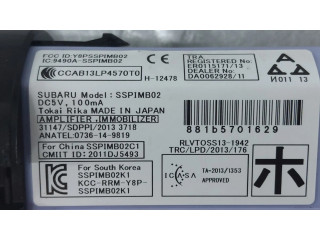 FCC ID:Y8PSSPIMB02
IC:9490A-SSPIMB02
CCAB13LP4570T0
H-12478
TRA
REGISTERED No:
ER0115171/13
DEALER No:
DA0062928/11
SUBARU Model: SSPIMB02
DC5V, 100mA
Tokai Rika MADE IN JAPAN
AMPLIFIER, IMMOBILIZER
31147/SDPPI/2013 3718
ANATEL:0736-14-9819
For China SSPIMB02C1
CMIIT ID:2011DJ5493
For South Korea
SSPIMB02K1
KCC-RRM-Y8P-
SSPIMB02K1
881b5701629
RLVTOSS13-1942
TRC/LPD/2013/176
ICASA
TA-2013/1353
APPROVED
ホ